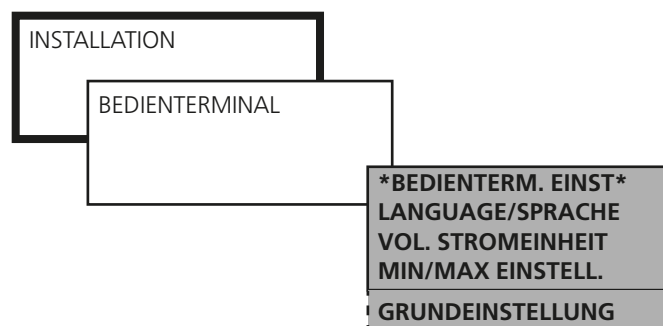 INSTALLATION
BEDIENTERMINAL
*BEDIENTERM. EINST*
LANGUAGE/SPRACHE
VOL. STROMEINHEIT
MIN/MAX EINSTELL.
GRUNDEINSTELLUNG